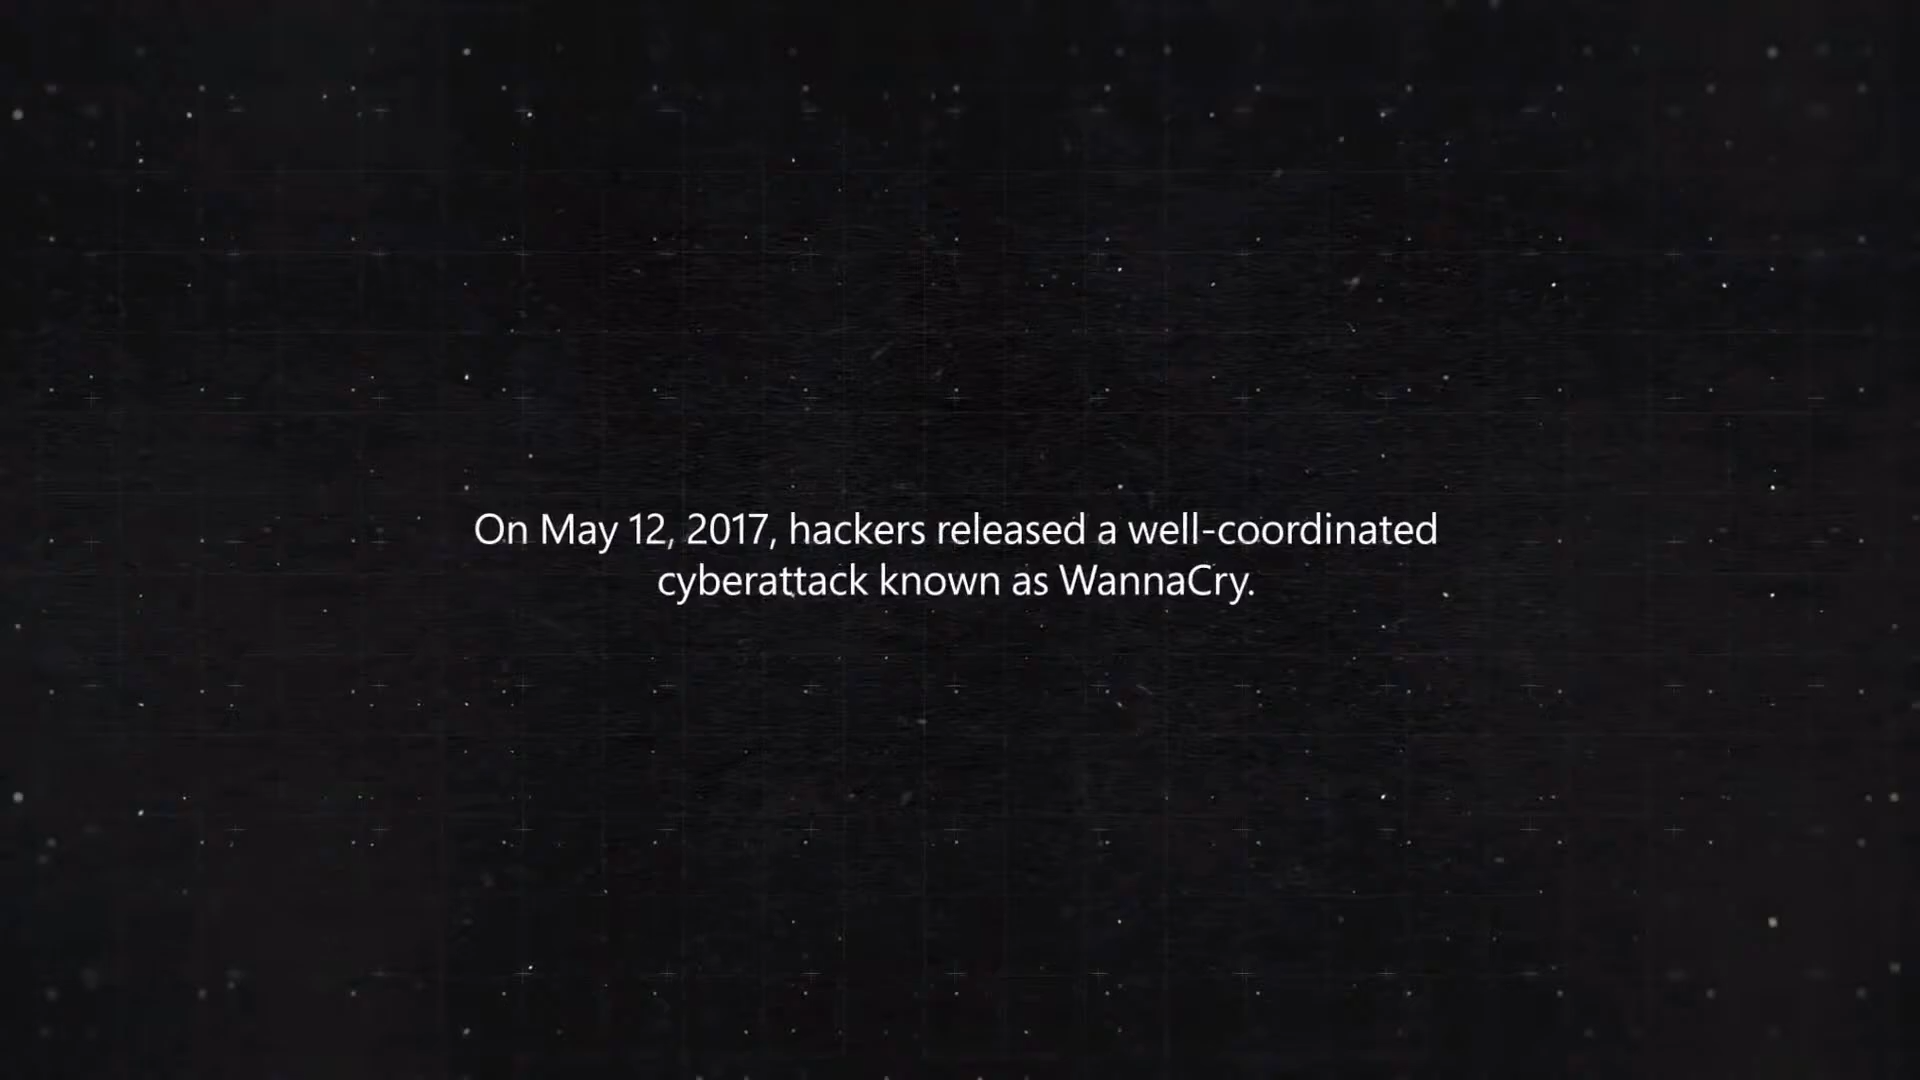 On May 12, 2017, hackers released a well-coordinated
cyberattack known as WannaCry.